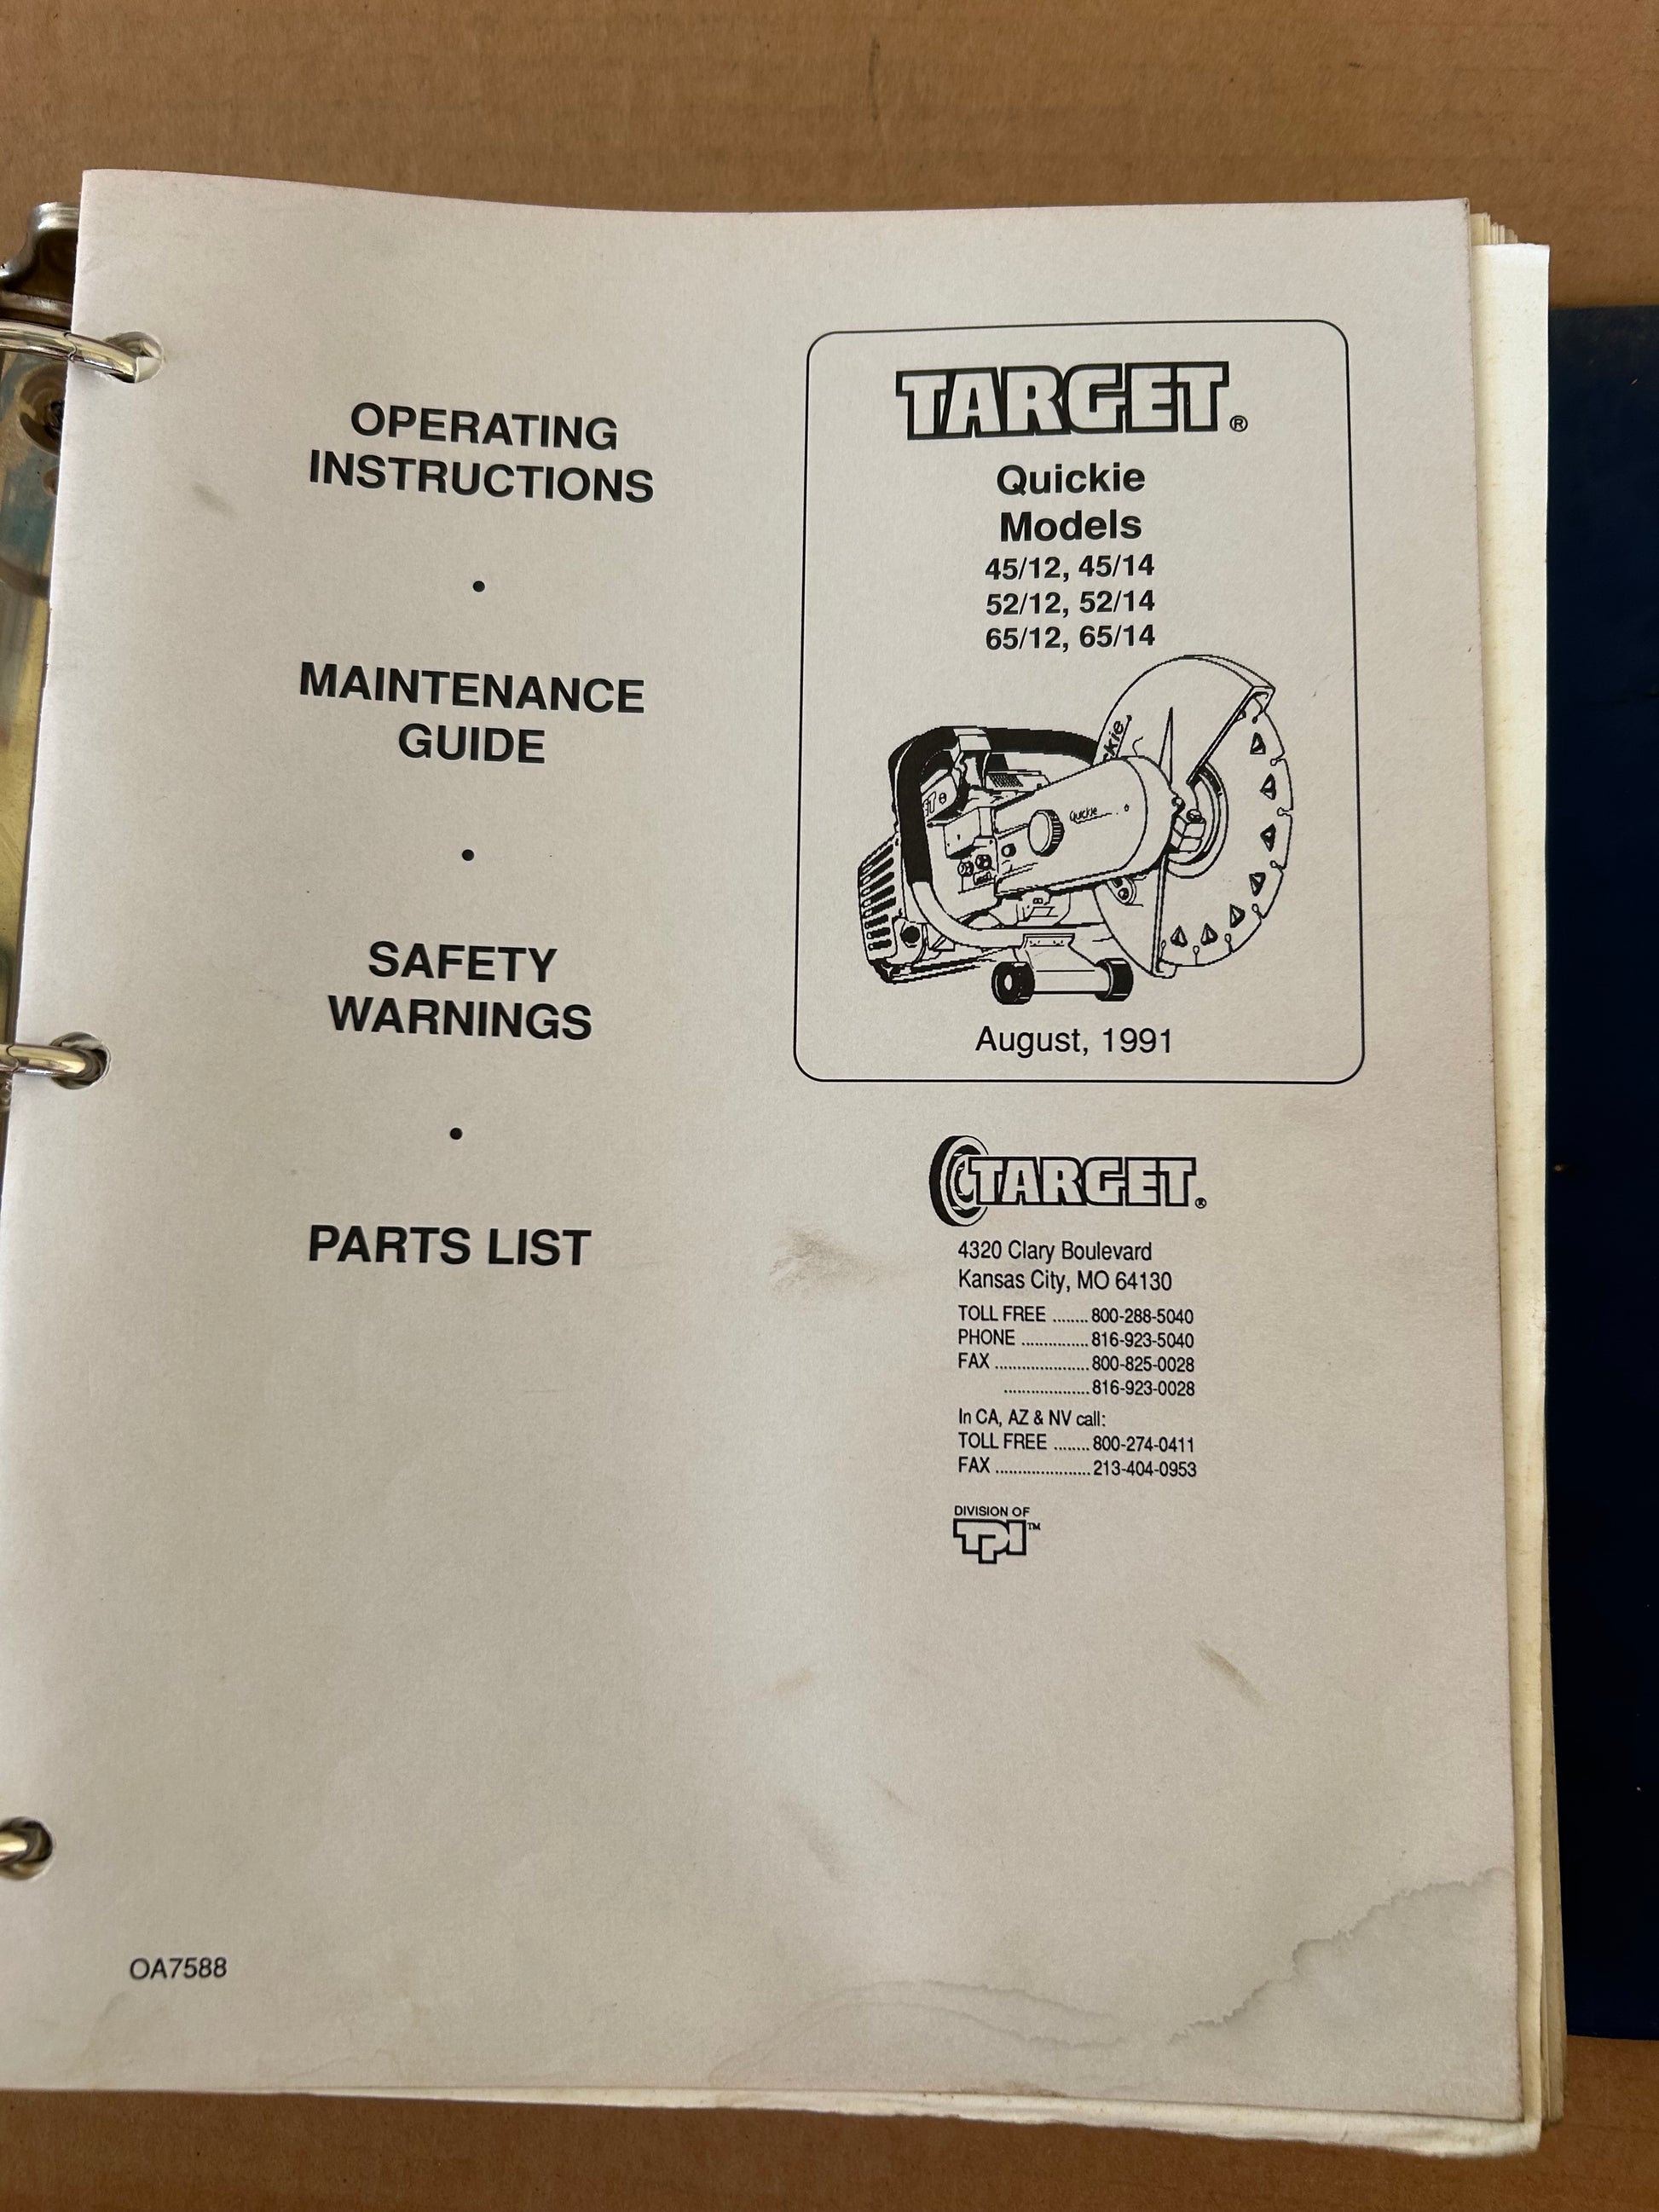 OPERATING
INSTRUCTIONS
•
MAINTENANCE
GUIDE
•
SAFETY
WARNINGS
•
PARTS LIST
OA7588
TARGET®
Quickie
Models
45/12, 45/14
52/12, 52/14
65/12, 65/14
kie
Quickie
August, 1991
TARGET®
4320 Clary Boulevard
Kansas City, MO 64130
TOLL FREE ........ 800-288-5040
PHONE ............... 816-923-5040
FAX ..................... 800-825-0028
................... 816-923-0028
In CA, AZ & NV call:
TOLL FREE ........ 800-274-0411
FAX ..................... 213-404-0953
DIVISION OF
TPI™